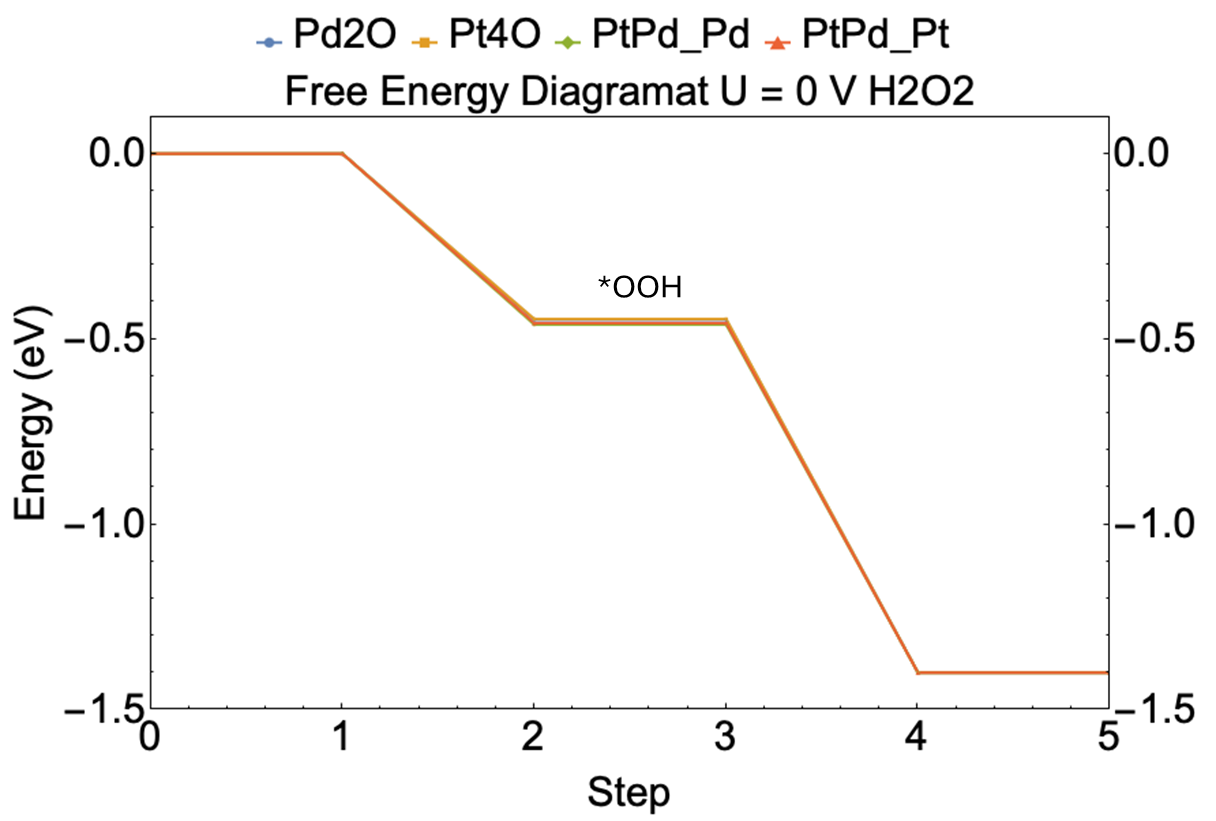 Pd2O Pt4O PtPd_Pd PtPd_Pt
Free Energy Diagramat U = 0 V H2O2
0.0 0.0
*OOH
−0.5 −0.5
Energy (eV)
−1.0 −1.0
−1.5 −1.5
0 1 2 3 4 5
Step